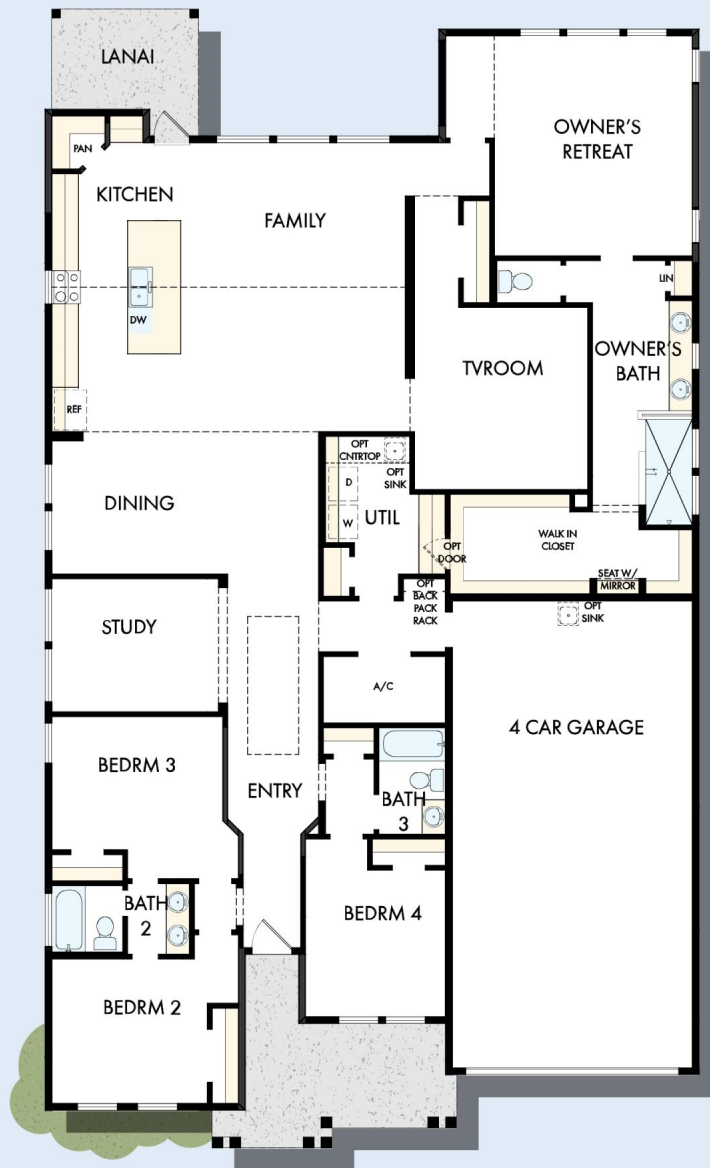 LANAI
OWNER'S
RETREAT
PAN
KITCHEN
FAMILY
LIN
DW
OWNER'S
BATH
TVROOM
REF
OPT
CNTRTOP
OPT
SINK
D
W
UTIL
DINING
OPT
DOOR
WALK IN
CLOSET
SEAT W/
MIRROR
OPT
BACK
PACK
RACK
OPT
SINK
STUDY
A/C
4 CAR GARAGE
BEDRM 3
ENTRY
BATH
3
BATH
2
BEDRM 4
BEDRM 2